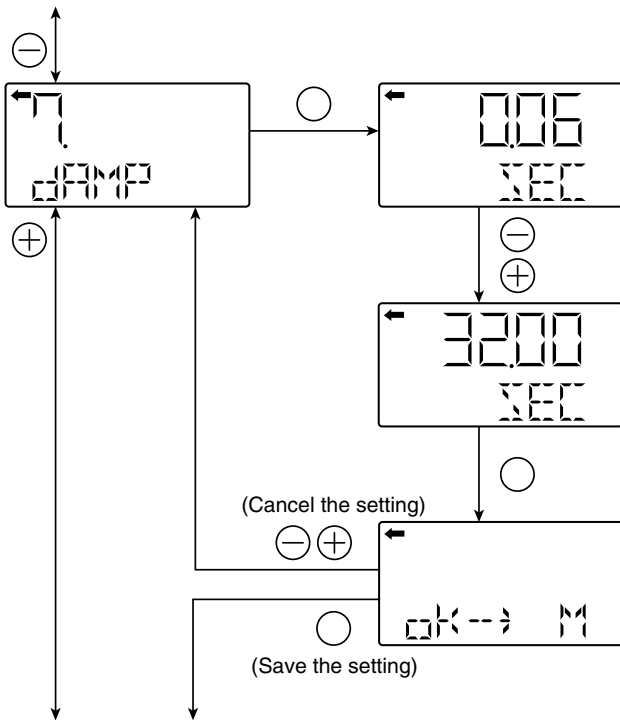 7.
dAMP
0.06
SEC
32.00
SEC
(Cancel the setting)
oK--> M
(Save the setting)